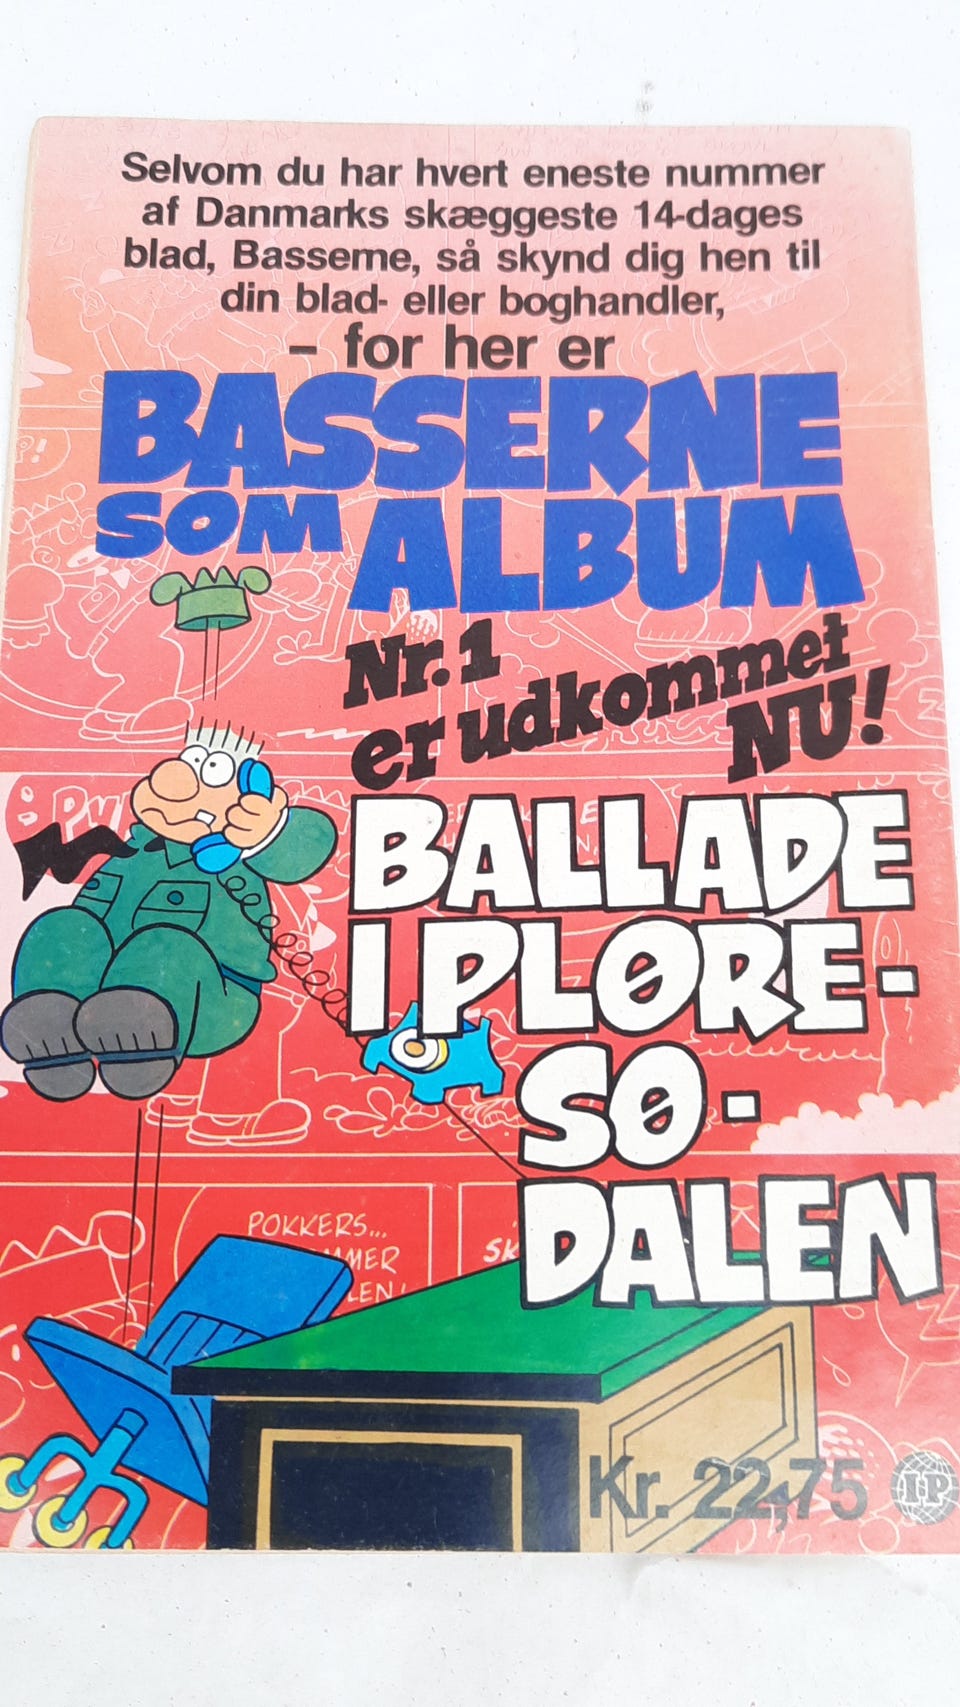 Selvom du har hvert eneste nummer
af Danmarks skæggeste 14-dages
blad, Basserne, så skynd dig hen til
din blad- eller boghandler,
– for her er
BASSERNE
SOM ALBUM
Nr. 1
er udkommet
NU!
BALLADE
I PLØRE-
SØ-
DALEN
POKKERS...
Kr. 22,75
I·P